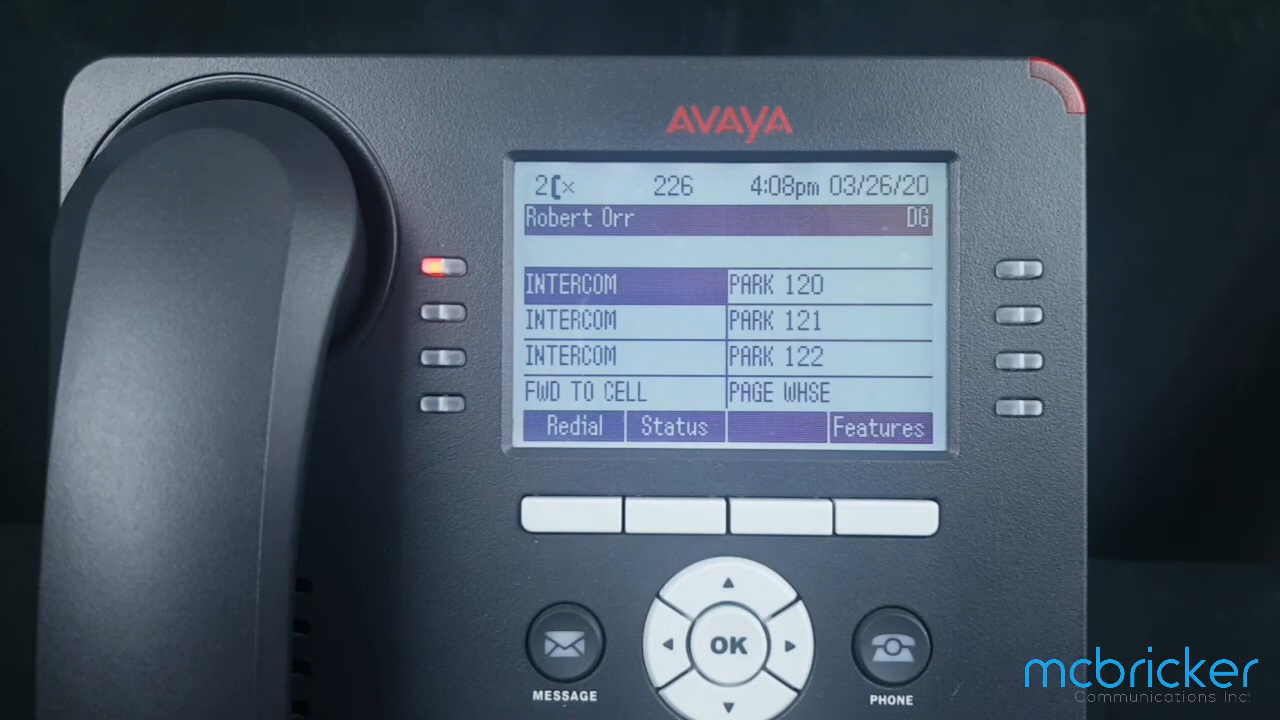 AVAYA
2 226 4:08pm 03/26/20
Robert Orr DG
INTERCOM PARK 120
INTERCOM PARK 121
INTERCOM PARK 122
FWD TO CELL PAGE WHSE
Redial Status Features
OK
MESSAGE
PHONE
mcbricker
Communications Inc.